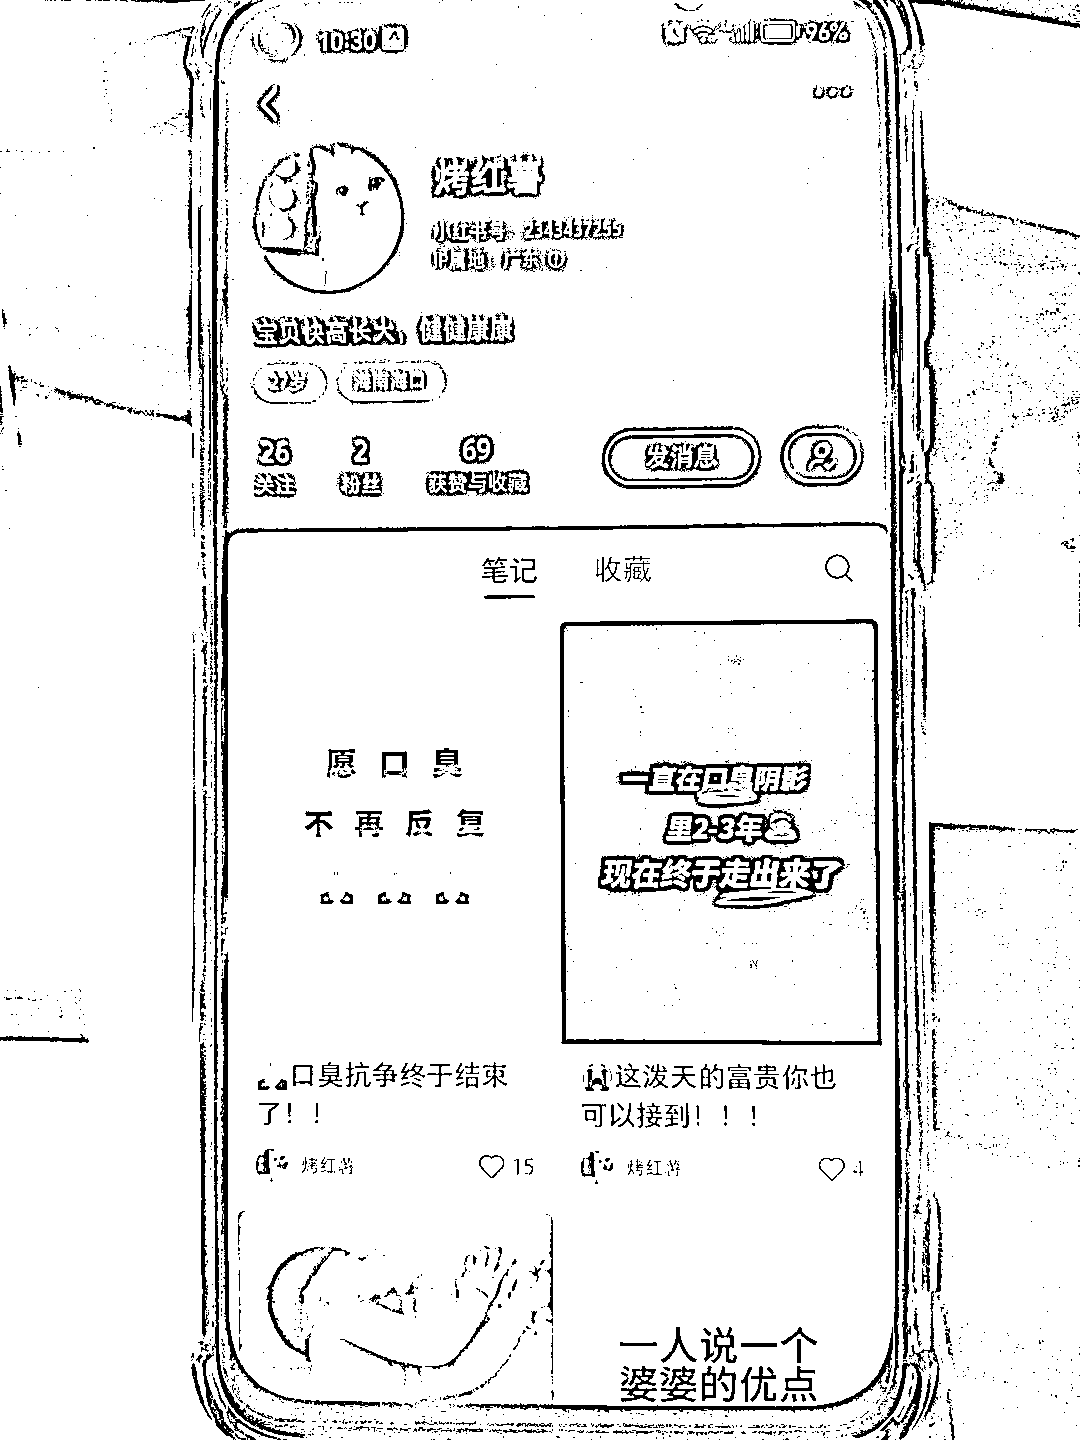 10:30
96%
烤红薯
小红书号：2343437255
IP属地：广东
宝贝快高长大，健健康康
27岁 海南海口
26 2 69
关注 粉丝 获赞与收藏
发消息
笔记 收藏
愿口臭
不再反复
一直在口臭阴影
里2-3年
现在终于走出来了
口臭抗争终于结束
了！！
烤红薯 15
这泼天的富贵你也
可以接到！！！
烤红薯 4
一人说一个
婆婆的优点